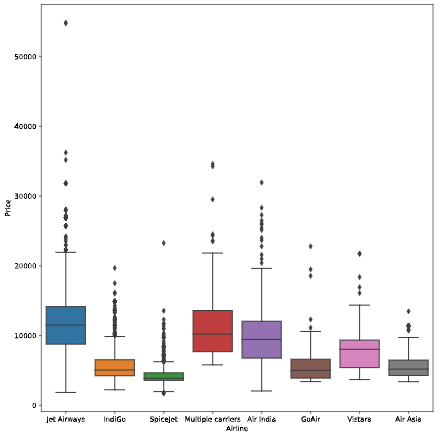 50000
40000
30000
20000
10000
0
Price
Jet Airways IndiGo SpiceJet Multiple carriers Air India GoAir Vistara Air Asia
Airline